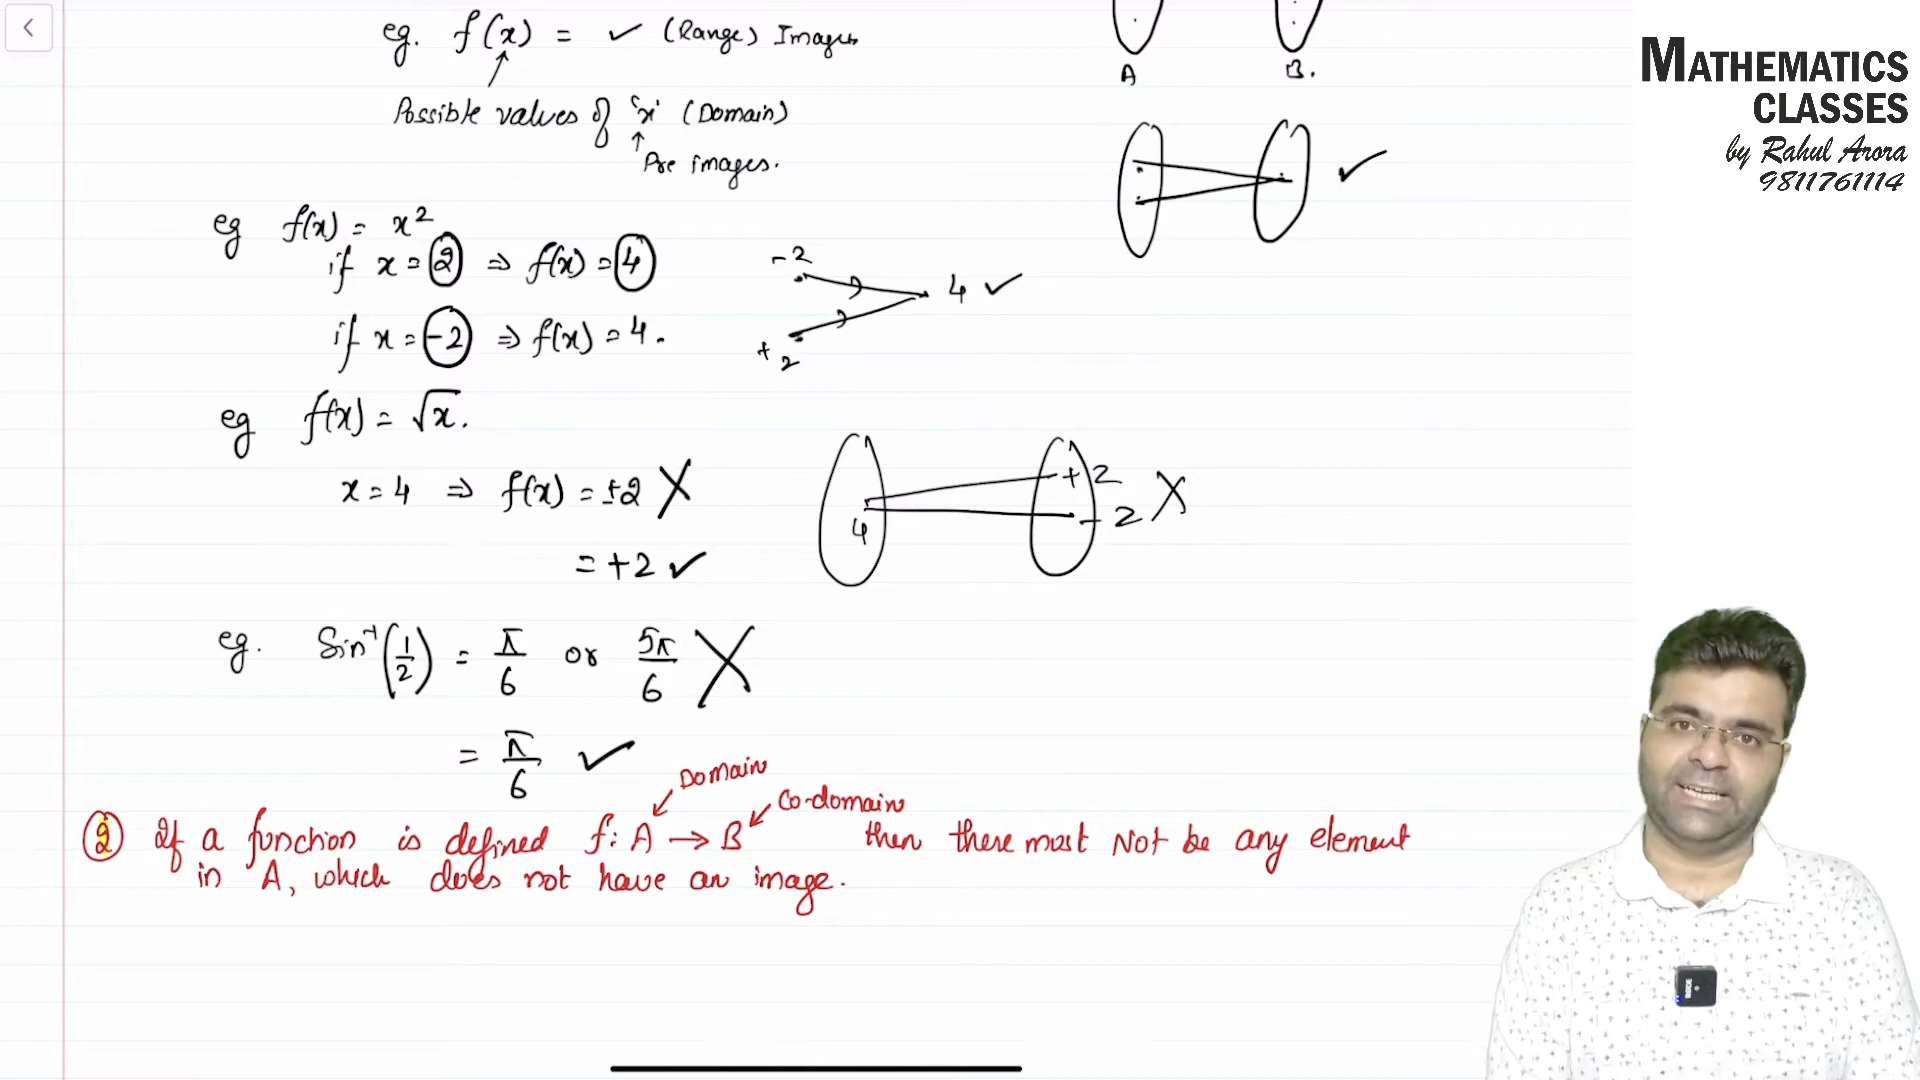 eg. f(x) = ✓ (Range) Images
Possible values of 'x' (Domain)
Pre images.
A B.
✓
eg f(x) = x²
if x = 2 ⇒ f(x) = 4
if x = -2 ⇒ f(x) = 4.
-2
+2
4 ✓
eg f(x) = √x.
x = 4 ⇒ f(x) = ±2 X
= +2 ✓
4
+2
-2 X
eg. Sin⁻¹(1/2) = π/6 or 5π/6 X
= π/6 ✓
Domain
Co-domain
② If a function is defined f: A → B then there must Not be any element
in A, which does not have an image.
MATHEMATICS
CLASSES
by Rahul Arora
9811761114